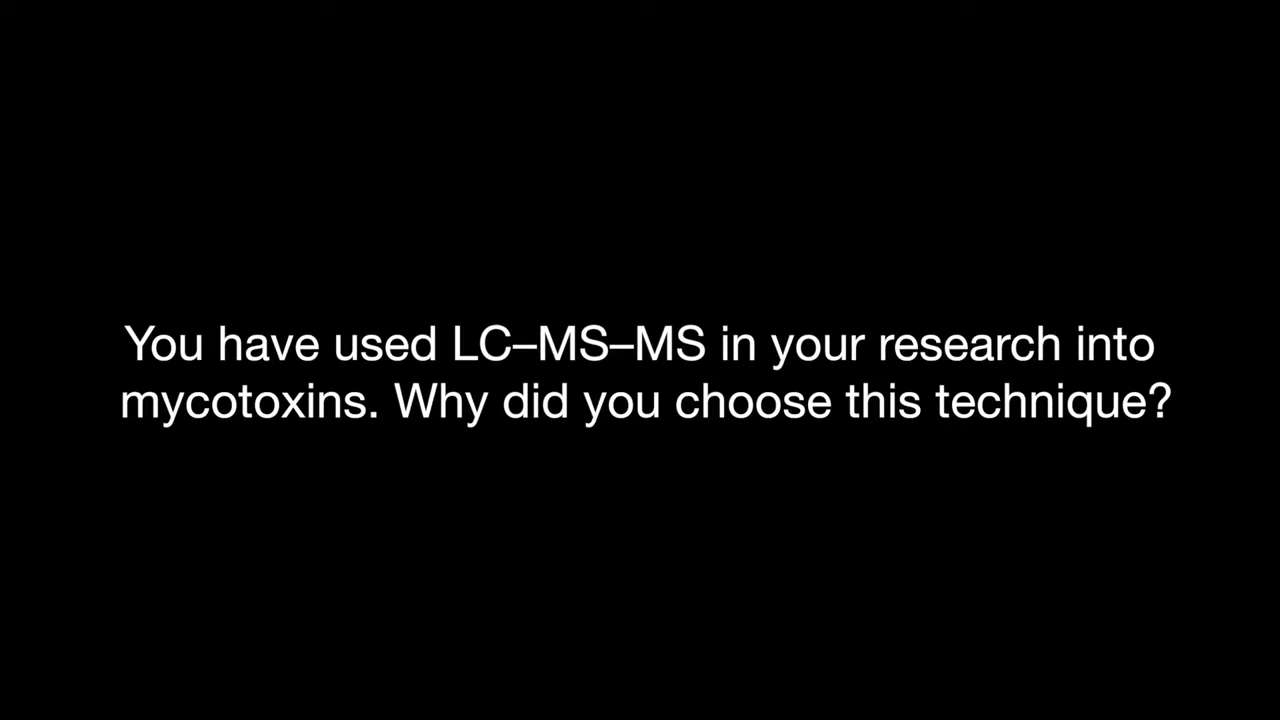 You have used LC–MS–MS in your research into
mycotoxins. Why did you choose this technique?